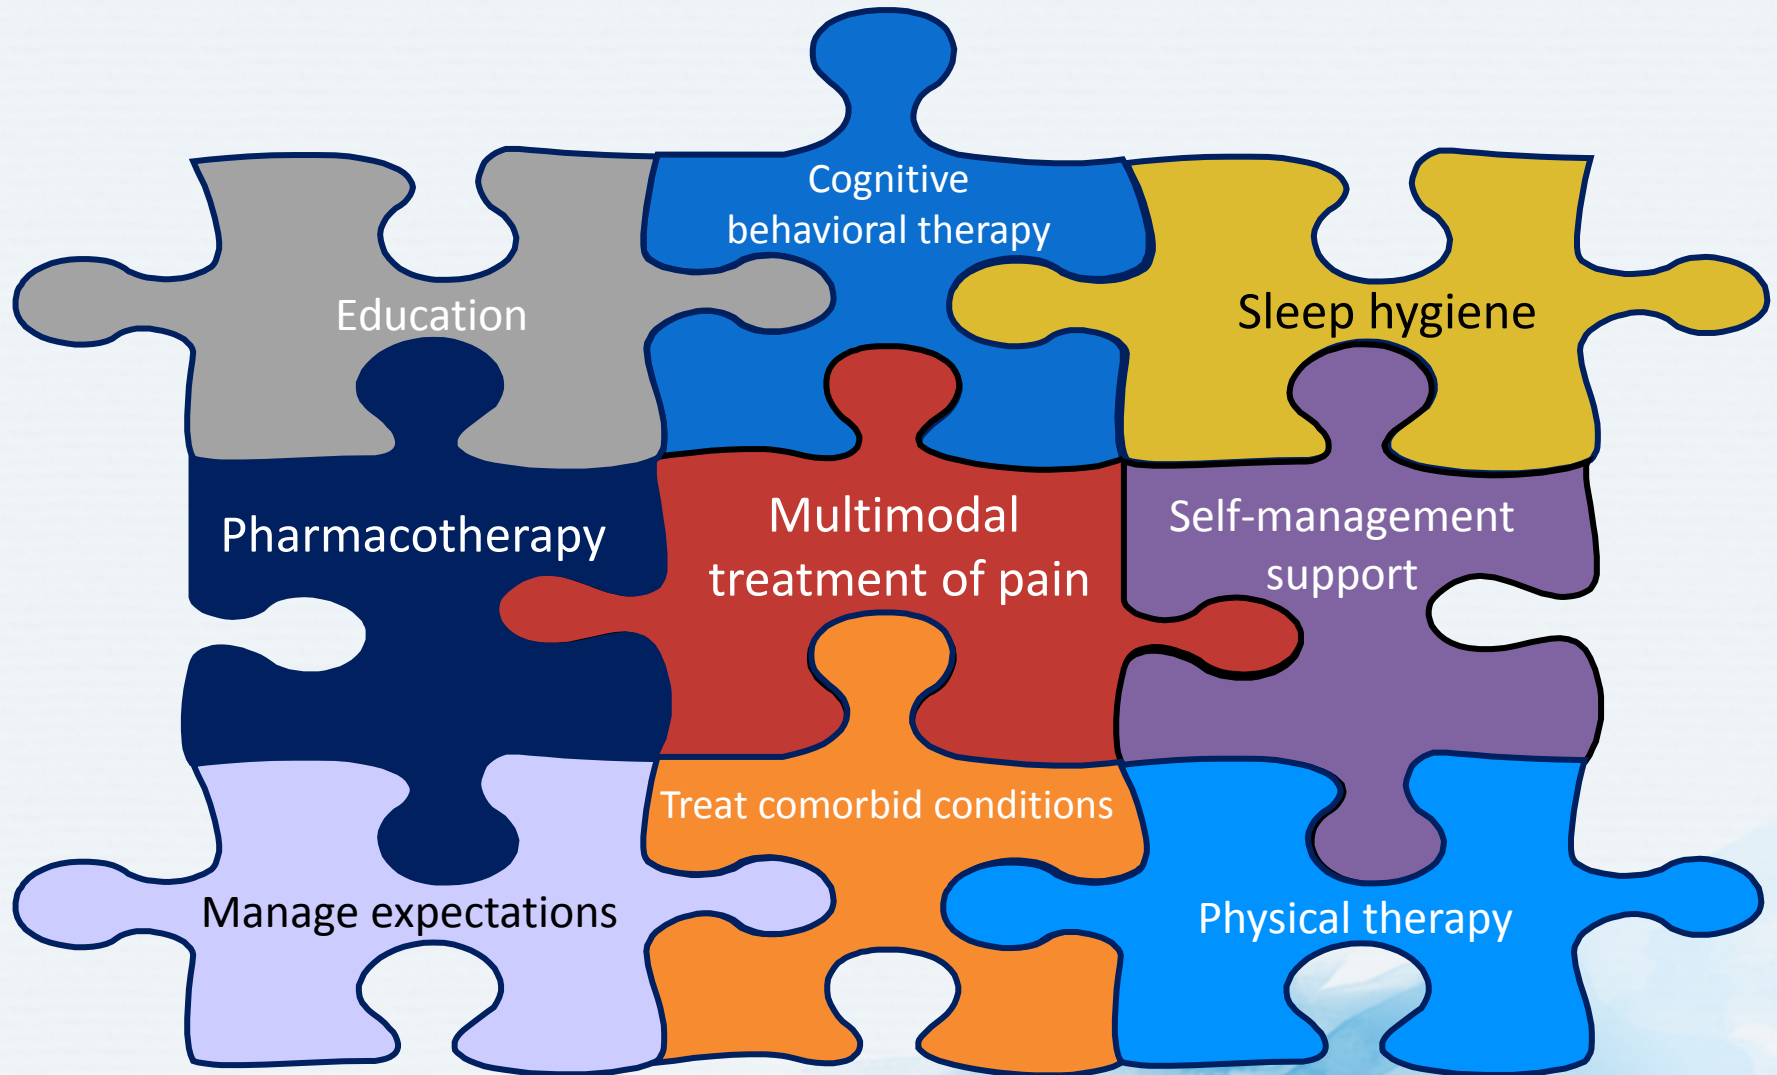 Cognitive
behavioral therapy
Education
Sleep hygiene
Pharmacotherapy
Multimodal
treatment of pain
Self-management
support
Treat comorbid conditions
Manage expectations
Physical therapy